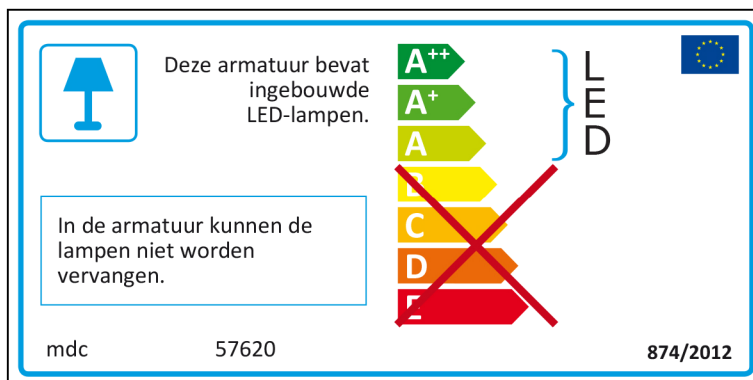 Deze armatuur bevat
ingebouwde
LED-lampen.
A++
A+
A
B
C
D
E
L
E
D
In de armatuur kunnen de
lampen niet worden
vervangen.
mdc 57620
874/2012